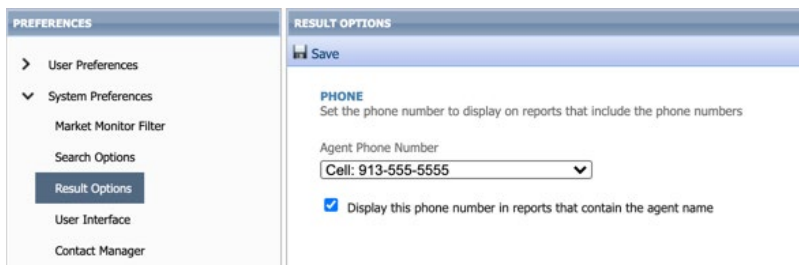 PREFERENCES
User Preferences
System Preferences
Market Monitor Filter
Search Options
Result Options
User Interface
Contact Manager
RESULT OPTIONS
Save
PHONE
Set the phone number to display on reports that include the phone numbers
Agent Phone Number
Cell: 913-555-5555
Display this phone number in reports that contain the agent name